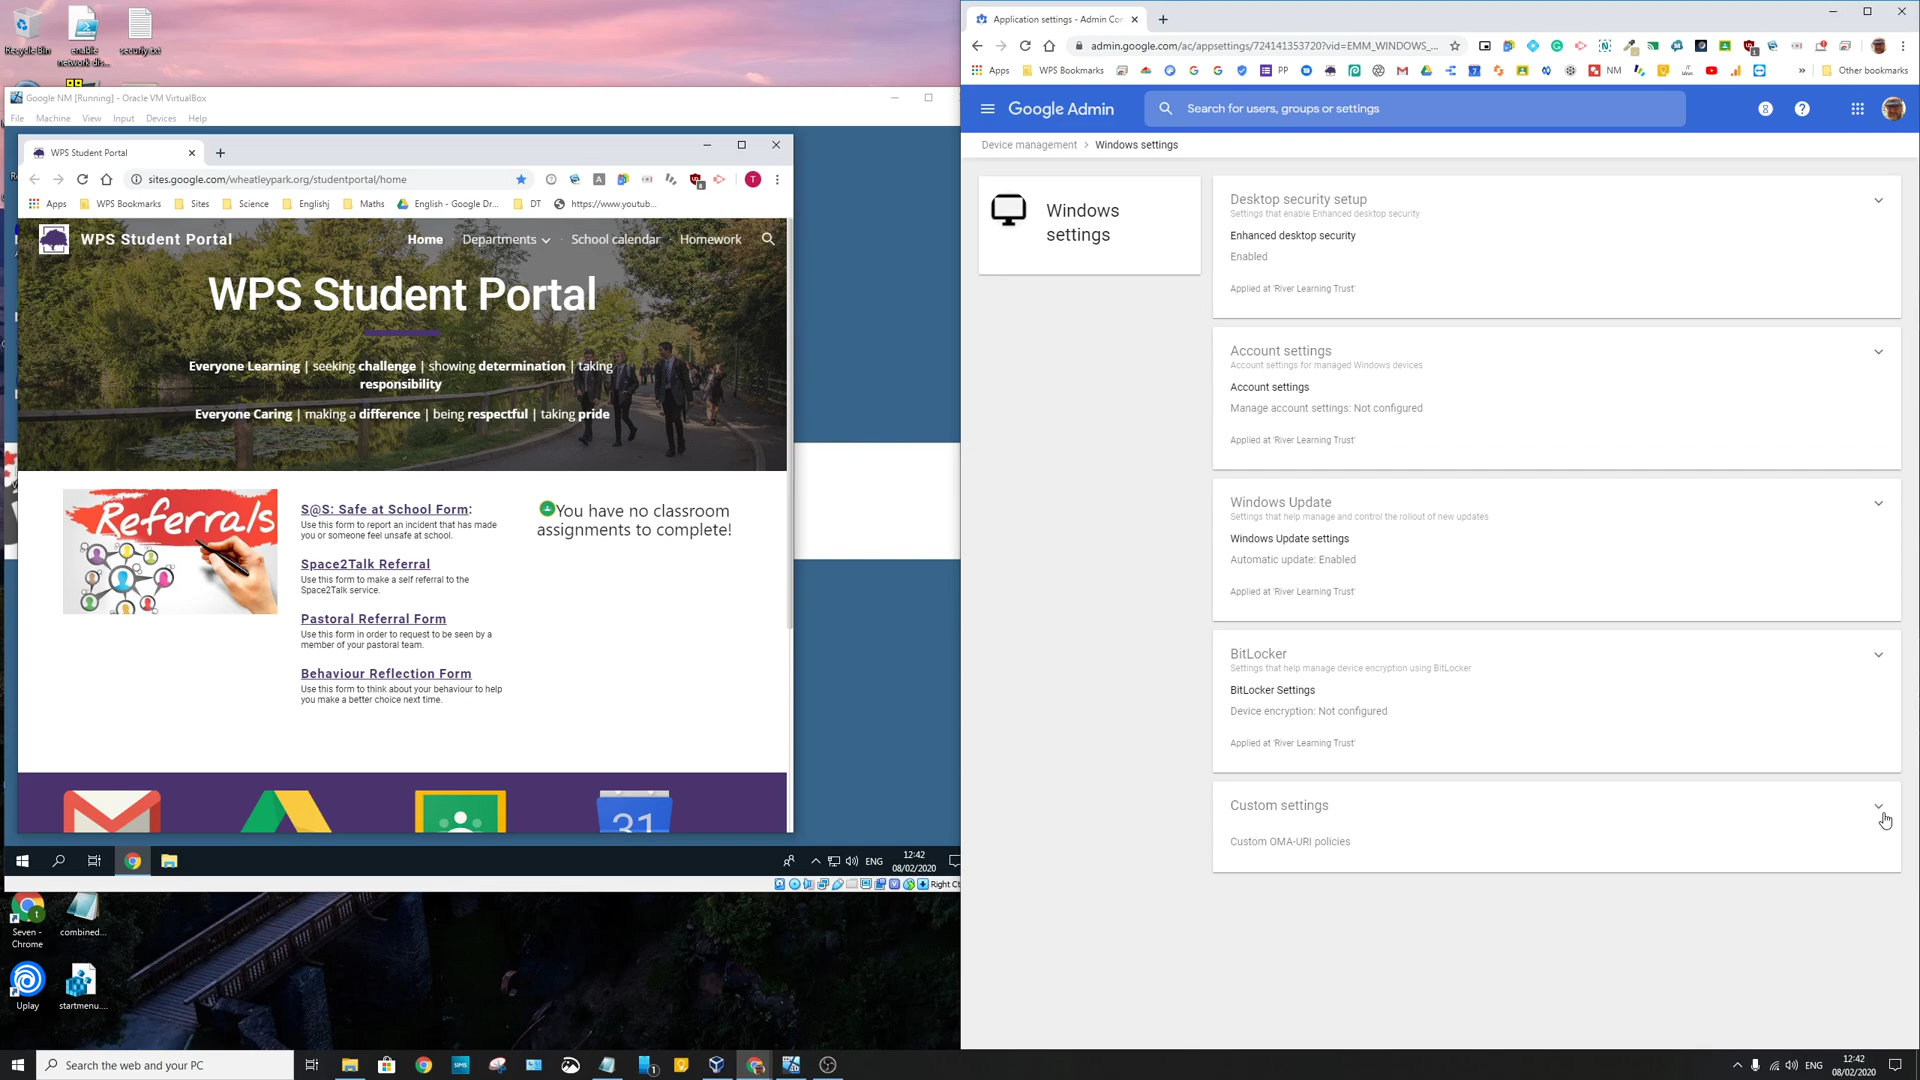 Recycle Bin
enable
network dis...
security.txt
Google NM [Running] - Oracle VM VirtualBox
File Machine View Input Devices Help
WPS Student Portal
sites.google.com/wheatleypark.org/studentportal/home
Apps WPS Bookmarks Sites Science Englishj Maths English - Google Dr... DT https://www.youtub...
WPS Student Portal
Home Departments School calendar Homework
WPS Student Portal
Everyone Learning | seeking challenge | showing determination | taking
responsibility
Everyone Caring | making a difference | being respectful | taking pride
Referrals
S@S: Safe at School Form:
Use this form to report an incident that has made
you or someone feel unsafe at school.
Space2Talk Referral
Use this form to make a self referral to the
Space2Talk service.
Pastoral Referral Form
Use this form in order to request to be seen by a
member of your pastoral team.
Behaviour Reflection Form
Use this form to think about your behaviour to help
you make a better choice next time.
You have no classroom
assignments to complete!
31
ENG
12:42
08/02/2020
Right Ct
Seven -
Chrome
combined...
Uplay
startmenu....
Application settings - Admin Co
admin.google.com/ac/appsettings/724141353720?vid=EMM_WINDOWS_...
Apps WPS Bookmarks PP NM » Other bookmarks
Google Admin
Search for users, groups or settings
Device management > Windows settings
Windows
settings
Desktop security setup
Settings that enable Enhanced desktop security
Enhanced desktop security
Enabled
Applied at 'River Learning Trust'
Account settings
Account settings for managed Windows devices
Account settings
Manage account settings: Not configured
Applied at 'River Learning Trust'
Windows Update
Settings that help manage and control the rollout of new updates
Windows Update settings
Automatic update: Enabled
Applied at 'River Learning Trust'
BitLocker
Settings that help manage device encryption using BitLocker
BitLocker Settings
Device encryption: Not configured
Applied at 'River Learning Trust'
Custom settings
Custom OMA-URI policies
Search the web and your PC
SIMS
ENG
12:42
08/02/2020